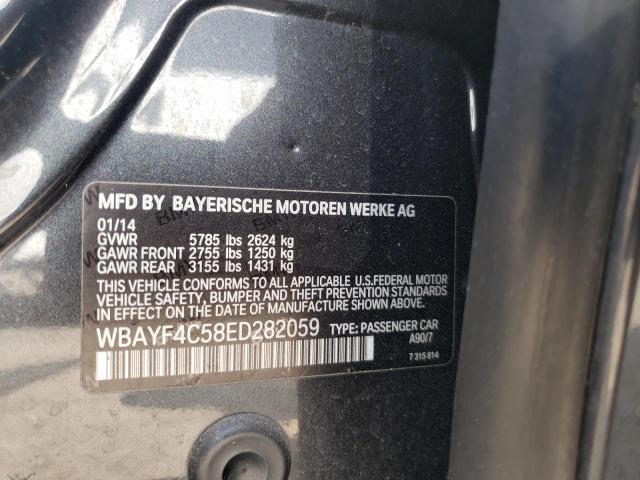 MFD BY BAYERISCHE MOTOREN WERKE AG
01/14
GVWR 5785 lbs 2624 kg
GAWR FRONT 2755 lbs 1250 kg
GAWR REAR 3155 lbs 1431 kg
THIS VEHICLE CONFORMS TO ALL APPLICABLE U.S.FEDERAL MOTOR
VEHICLE SAFETY, BUMPER AND THEFT PREVENTION STANDARDS
IN EFFECT ON THE DATE OF MANUFACTURE SHOWN ABOVE.
WBAYF4C58ED282059 TYPE: PASSENGER CAR
A90/7
7 315 814